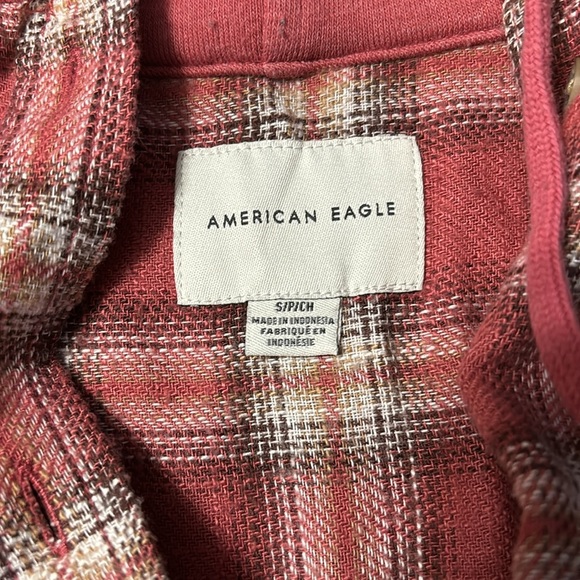 AMERICAN EAGLE
S/P/CH
MADE IN INDONESIA
FABRIQUÉ EN
INDONÉSIE